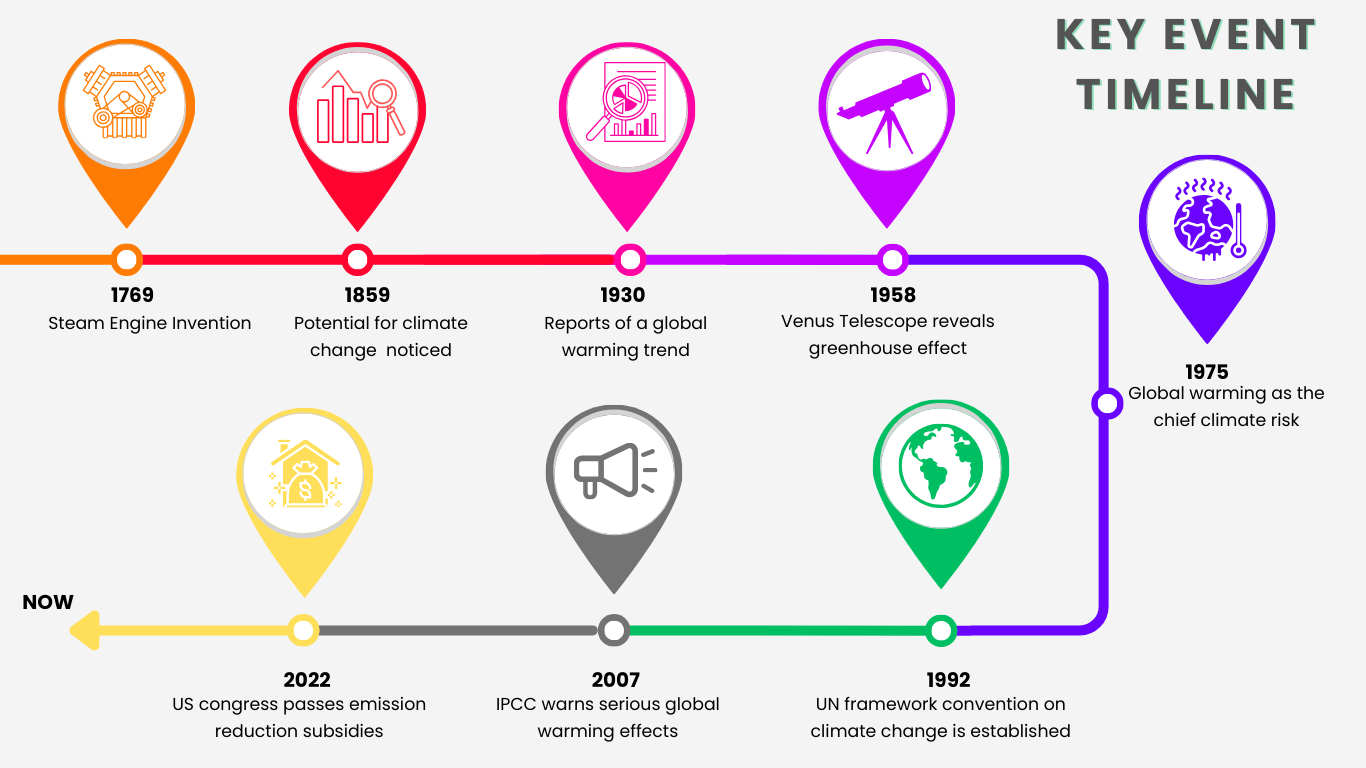 KEY EVENT
TIMELINE
1769
Steam Engine Invention
1859
Potential for climate
change noticed
1930
Reports of a global
warming trend
1958
Venus Telescope reveals
greenhouse effect
1975
Global warming as the
chief climate risk
1992
UN framework convention on
climate change is established
2007
IPCC warns serious global
warming effects
2022
US congress passes emission
reduction subsidies
NOW
$